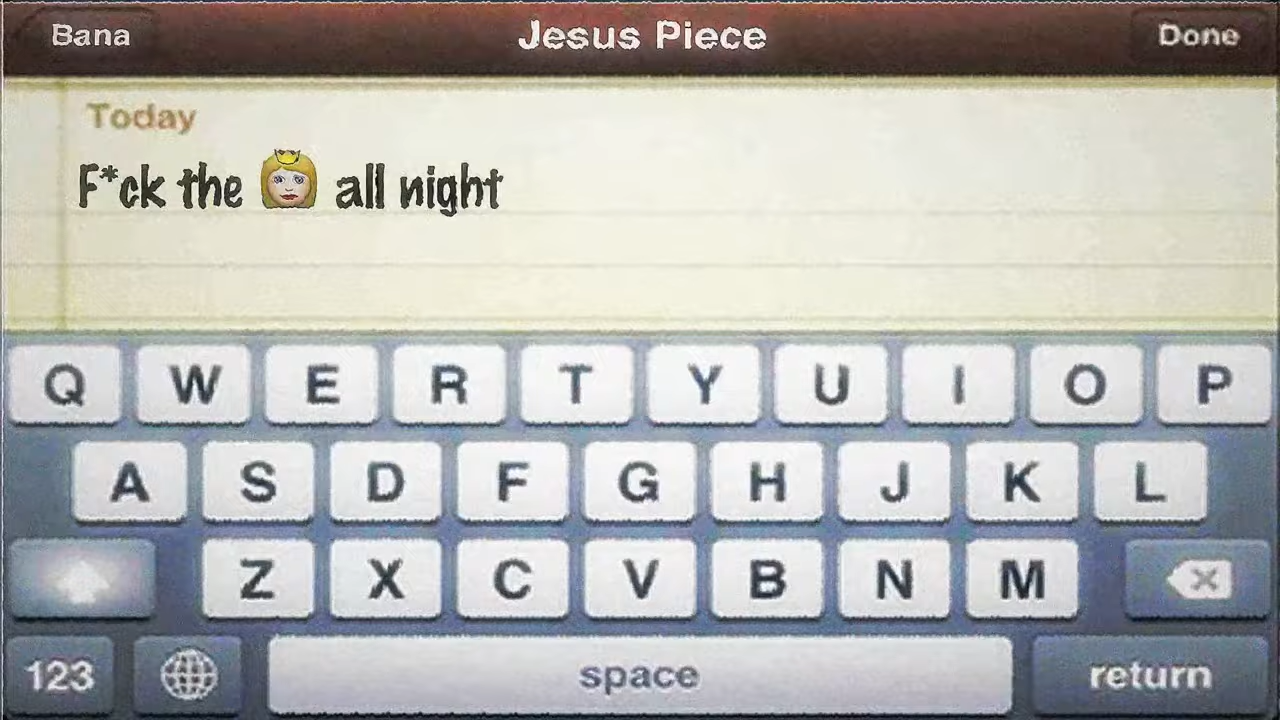 Bana Jesus Piece Done
Today
F*ck the 👸 all night
Q W E R T Y U I O P
A S D F G H J K L
Z X C V B N M
123 space return